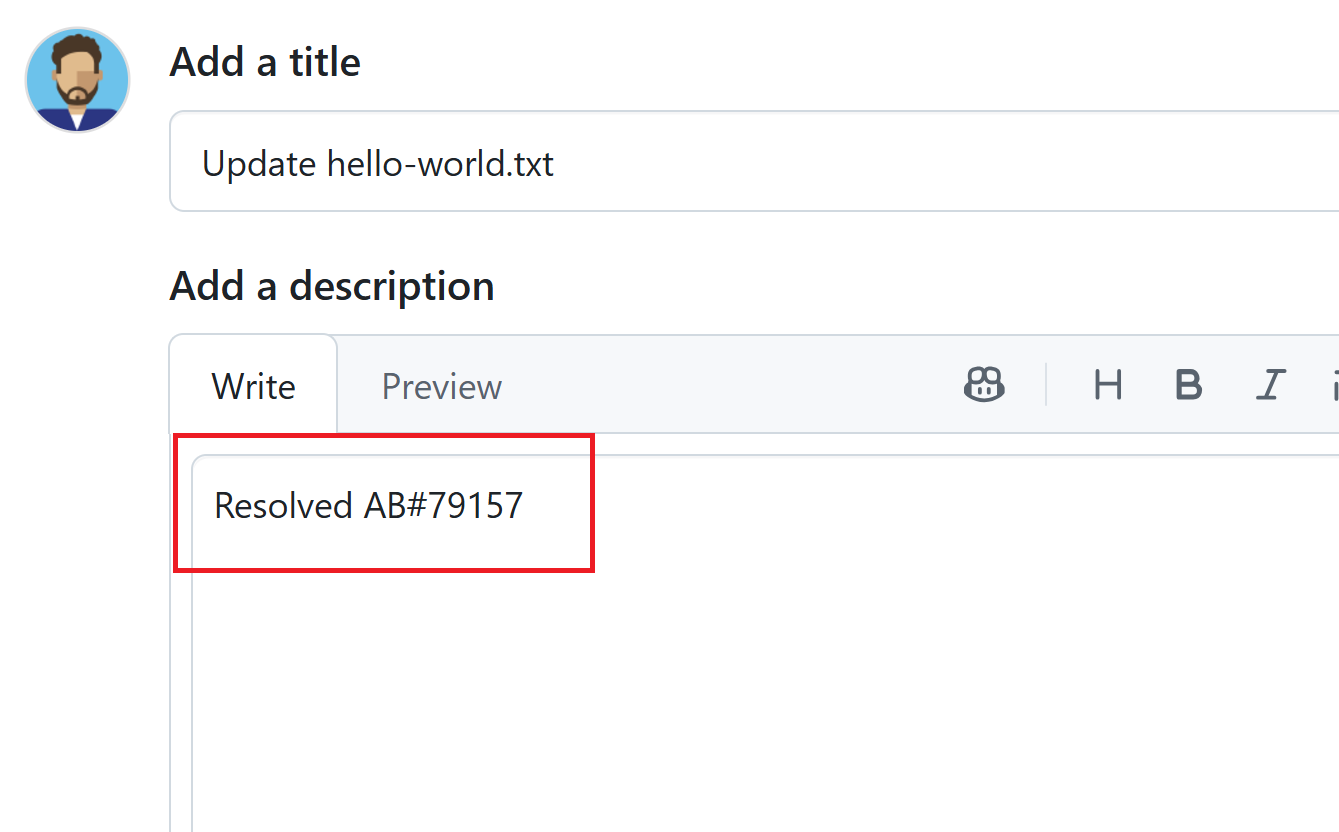 Add a title
Update hello-world.txt
Add a description
Write Preview H B I
Resolved AB#79157